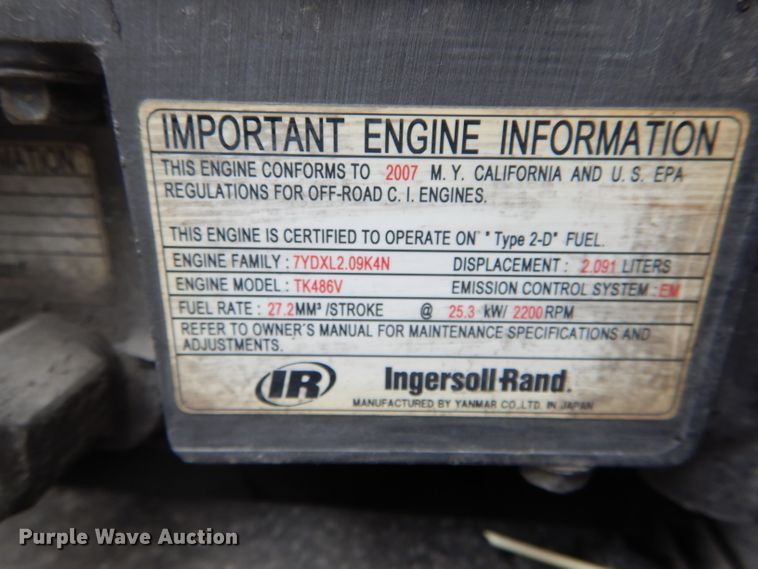 IMPORTANT ENGINE INFORMATION
THIS ENGINE CONFORMS TO 2007 M. Y. CALIFORNIA AND U. S. EPA
REGULATIONS FOR OFF-ROAD C. I. ENGINES.
THIS ENGINE IS CERTIFIED TO OPERATE ON " Type 2-D" FUEL.
ENGINE FAMILY : 7YDXL2.09K4N DISPLACEMENT : 2.091 LITERS
ENGINE MODEL : TK486V EMISSION CONTROL SYSTEM : EM
FUEL RATE : 27.2MM³ /STROKE @ 25.3 kW/ 2200 RPM
REFER TO OWNER'S MANUAL FOR MAINTENANCE SPECIFICATIONS AND
ADJUSTMENTS.
IR Ingersoll-Rand.
MANUFACTURED BY YANMAR CO., LTD. IN JAPAN
Purple Wave Auction